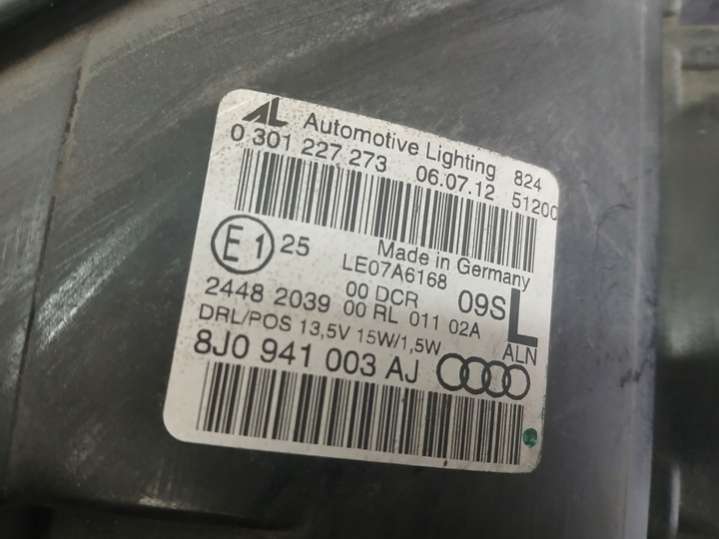 AL Automotive Lighting 824
0 301 227 273 06.07.12 5120
Made in Germany
E1 25 LE07A6168
00 DCR 09S L
2448 2039 00 RL 011 02A
DRL/POS 13,5V 15W/1,5W ALN
8J0 941 003 AJ